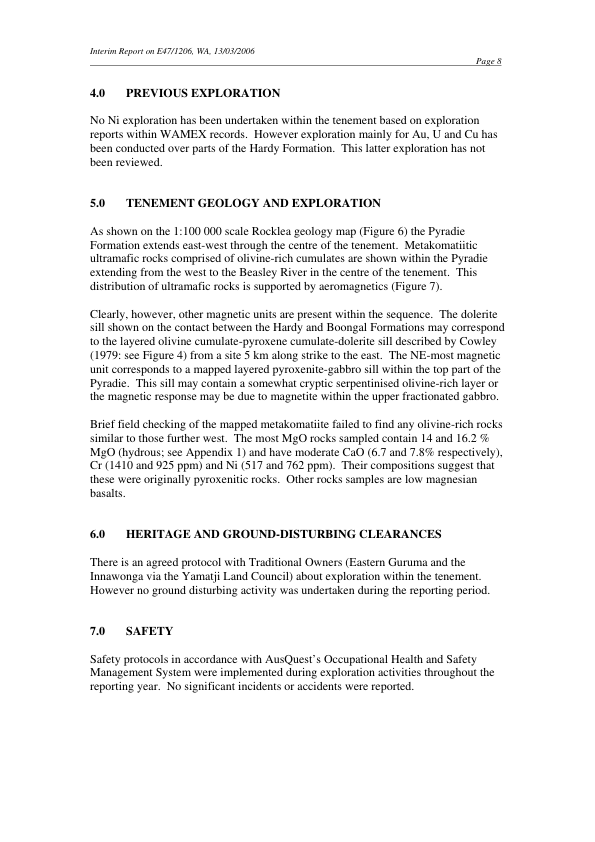 Interim Report on E47/1206, WA, 13/03/2006
Page 8
4.0 PREVIOUS EXPLORATION
No Ni exploration has been undertaken within the tenement based on exploration
reports within WAMEX records. However exploration mainly for Au, U and Cu has
been conducted over parts of the Hardy Formation. This latter exploration has not
been reviewed.
5.0 TENEMENT GEOLOGY AND EXPLORATION
As shown on the 1:100 000 scale Rocklea geology map (Figure 6) the Pyradie
Formation extends east-west through the centre of the tenement. Metakomatiitic
ultramafic rocks comprised of olivine-rich cumulates are shown within the Pyradie
extending from the west to the Beasley River in the centre of the tenement. This
distribution of ultramafic rocks is supported by aeromagnetics (Figure 7).
Clearly, however, other magnetic units are present within the sequence. The dolerite
sill shown on the contact between the Hardy and Boongal Formations may correspond
to the layered olivine cumulate-pyroxene cumulate-dolerite sill described by Cowley
(1979: see Figure 4) from a site 5 km along strike to the east. The NE-most magnetic
unit corresponds to a mapped layered pyroxenite-gabbro sill within the top part of the
Pyradie. This sill may contain a somewhat cryptic serpentinised olivine-rich layer or
the magnetic response may be due to magnetite within the upper fractionated gabbro.
Brief field checking of the mapped metakomatiite failed to find any olivine-rich rocks
similar to those further west. The most MgO rocks sampled contain 14 and 16.2 %
MgO (hydrous; see Appendix 1) and have moderate CaO (6.7 and 7.8% respectively),
Cr (1410 and 925 ppm) and Ni (517 and 762 ppm). Their compositions suggest that
these were originally pyroxenitic rocks. Other rocks samples are low magnesian
basalts.
6.0 HERITAGE AND GROUND-DISTURBING CLEARANCES
There is an agreed protocol with Traditional Owners (Eastern Guruma and the
Innawonga via the Yamatji Land Council) about exploration within the tenement.
However no ground disturbing activity was undertaken during the reporting period.
7.0 SAFETY
Safety protocols in accordance with AusQuest's Occupational Health and Safety
Management System were implemented during exploration activities throughout the
reporting year. No significant incidents or accidents were reported.